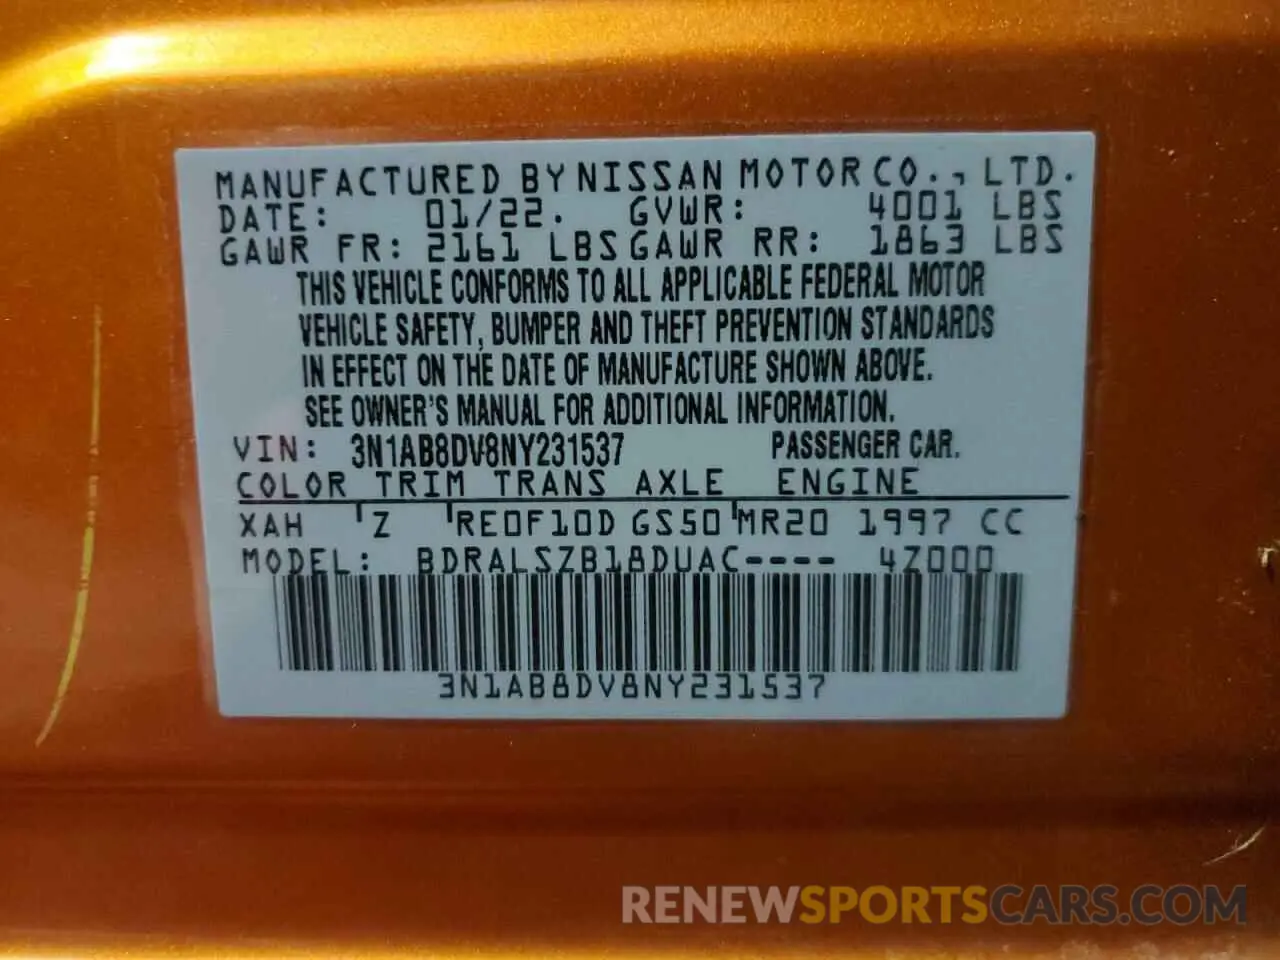 MANUFACTURED BY NISSAN MOTOR CO., LTD.
DATE: 01/22. GVWR: 4001 LBS
GAWR FR: 2161 LBS GAWR RR: 1863 LBS
THIS VEHICLE CONFORMS TO ALL APPLICABLE FEDERAL MOTOR
VEHICLE SAFETY, BUMPER AND THEFT PREVENTION STANDARDS
IN EFFECT ON THE DATE OF MANUFACTURE SHOWN ABOVE.
SEE OWNER'S MANUAL FOR ADDITIONAL INFORMATION.
VIN: 3N1AB8DV8NY231537 PASSENGER CAR.
COLOR TRIM TRANS AXLE ENGINE
XAH Z RE0F10D GS50 MR20 1997 CC
MODEL: BDRALSZB18DUAC---- 4Z000
3N1AB8DV8NY231537
RENEWSPORTSCARS.COM